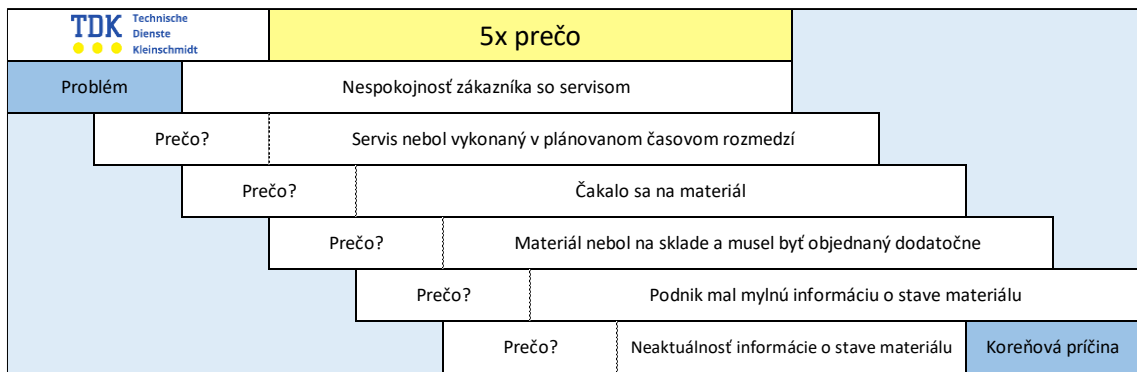 TDK
Technische
Dienste
Kleinschmidt
5x prečo
Problém
Nespokojnosť zákazníka so servisom
Prečo?
Servis nebol vykonaný v plánovanom časovom rozmedzí
Prečo?
Čakalo sa na materiál
Prečo?
Materiál nebol na sklade a musel byť objednaný dodatočne
Prečo?
Podnik mal mylnú informáciu o stave materiálu
Prečo?
Neaktuálnosť informácie o stave materiálu
Koreňová príčina